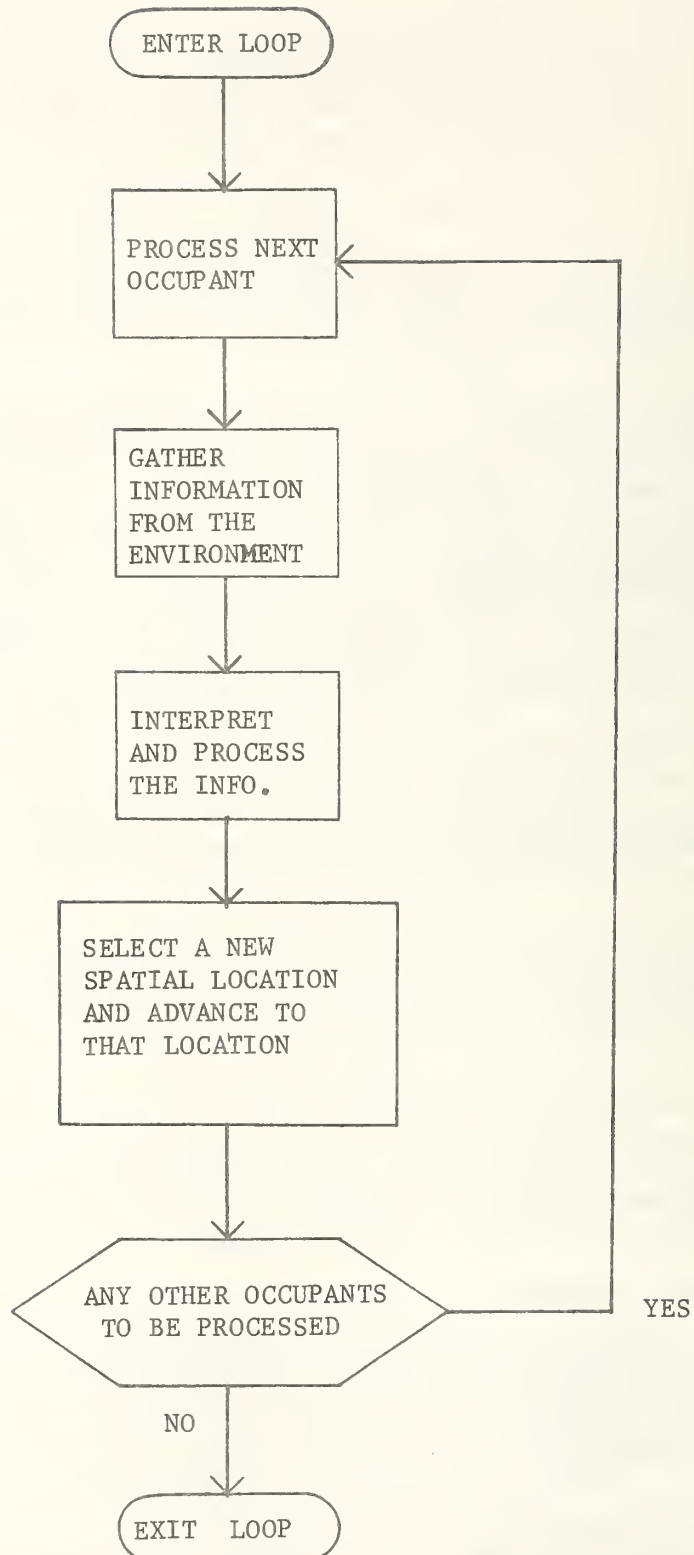 ENTER LOOP
PROCESS NEXT
OCCUPANT
GATHER
INFORMATION
FROM THE
ENVIRONMENT
INTERPRET
AND PROCESS
THE INFO.
SELECT A NEW
SPATIAL LOCATION
AND ADVANCE TO
THAT LOCATION
ANY OTHER OCCUPANTS
TO BE PROCESSED
YES
NO
EXIT LOOP